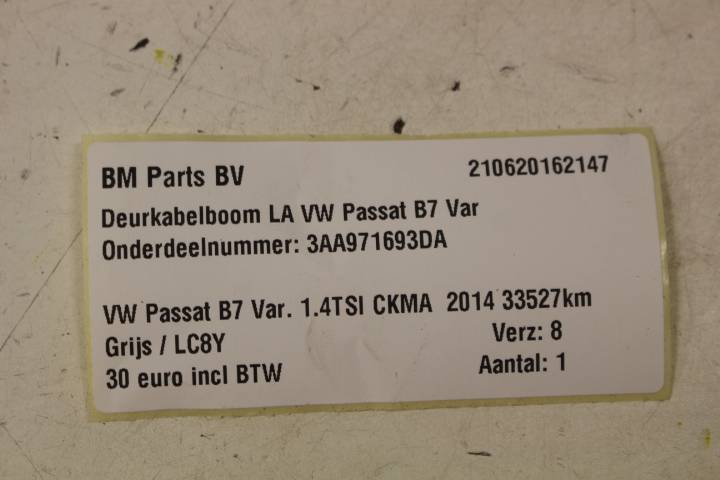 BM Parts BV 210620162147
Deurkabelboom LA VW Passat B7 Var
Onderdeelnummer: 3AA971693DA
VW Passat B7 Var. 1.4TSI CKMA 2014 33527km
Grijs / LC8Y Verz: 8
30 euro incl BTW Aantal: 1